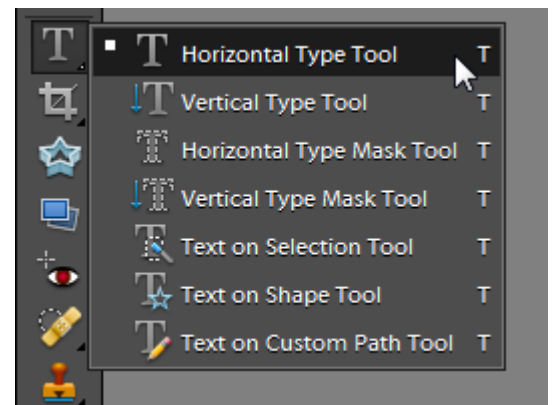 Horizontal Type Tool T
Vertical Type Tool T
Horizontal Type Mask Tool T
Vertical Type Mask Tool T
Text on Selection Tool T
Text on Shape Tool T
Text on Custom Path Tool T